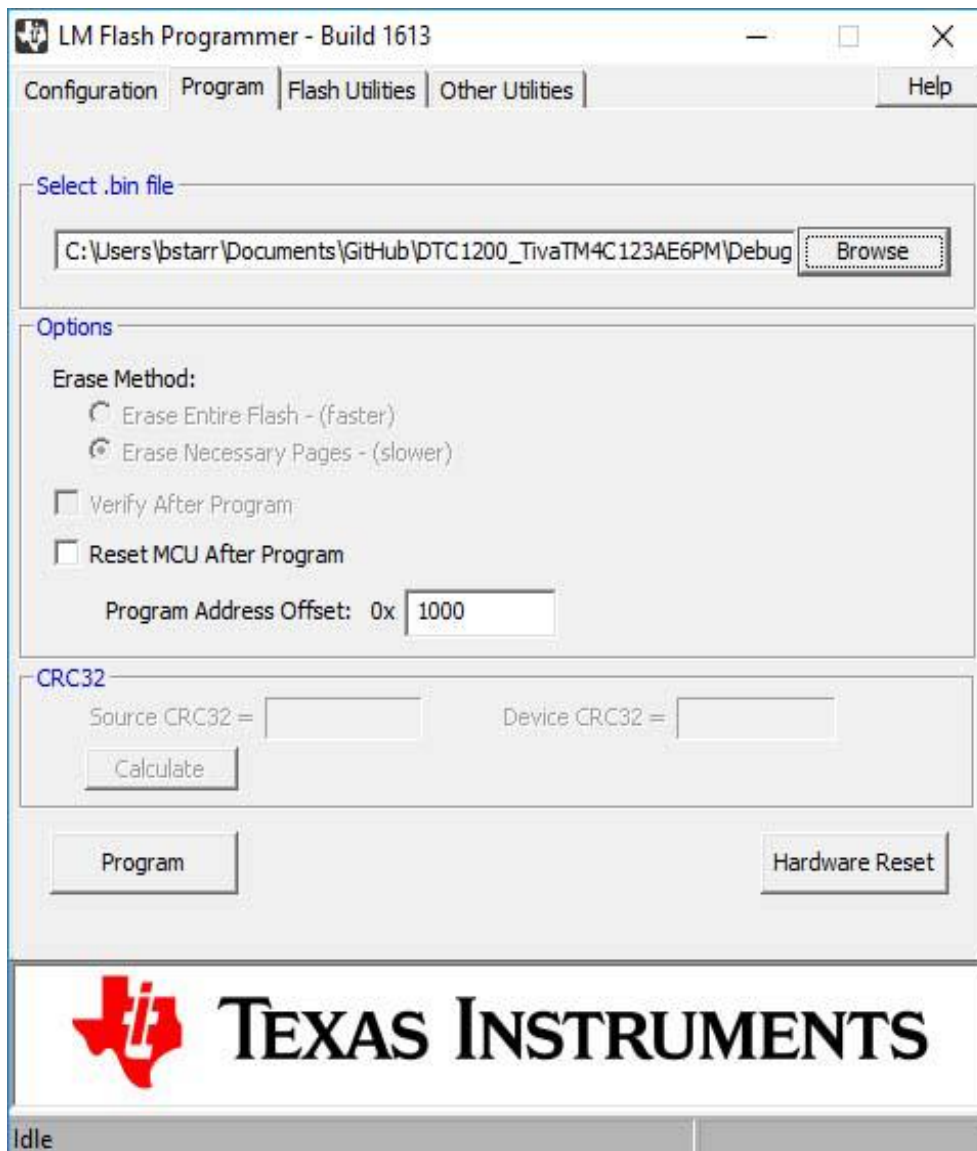 LM Flash Programmer - Build 1613
Configuration Program Flash Utilities Other Utilities Help
Select .bin file
C:\Users\bstarr\Documents\GitHub\DTC1200_TivaTM4C123AE6PM\Debug Browse
Options
Erase Method:
Erase Entire Flash - (faster)
Erase Necessary Pages - (slower)
Verify After Program
Reset MCU After Program
Program Address Offset: 0x 1000
CRC32
Source CRC32 = Device CRC32 =
Calculate
Program Hardware Reset
TEXAS INSTRUMENTS
Idle